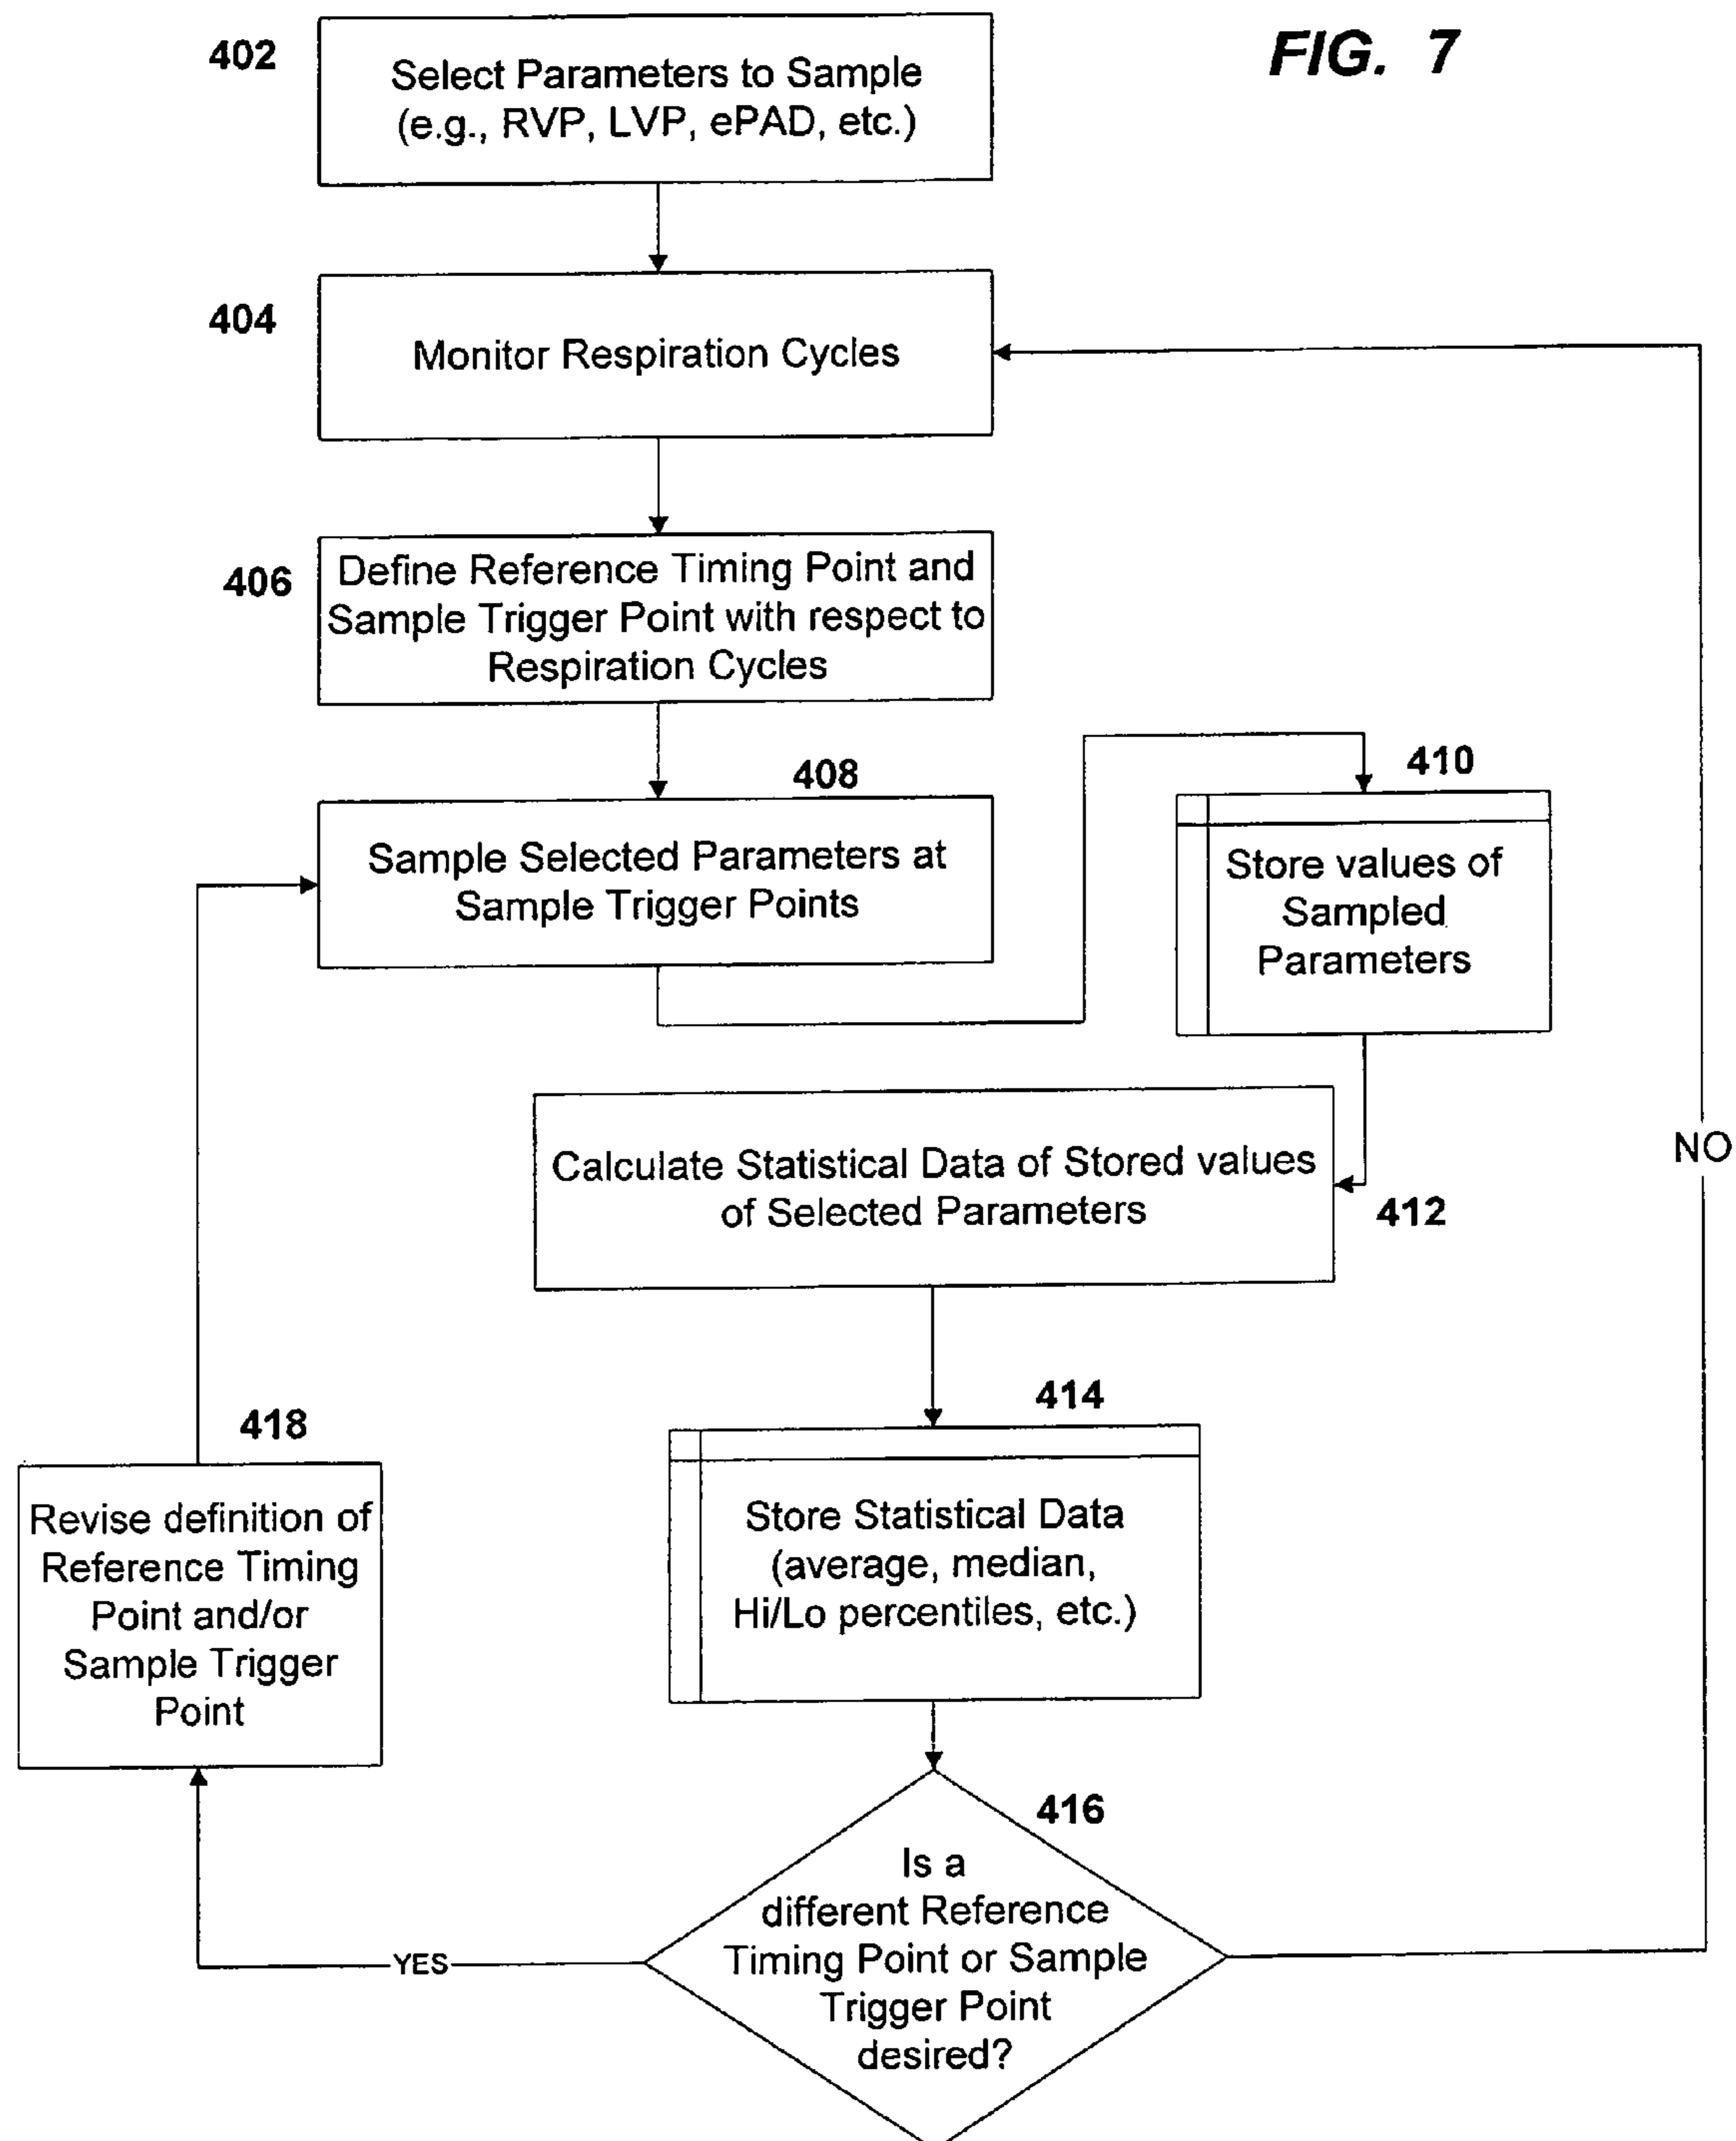 FIG. 7
402
Select Parameters to Sample
(e.g., RVP, LVP, ePAD, etc.)
404
Monitor Respiration Cycles
406
Define Reference Timing Point and
Sample Trigger Point with respect to
Respiration Cycles
408
Sample Selected Parameters at
Sample Trigger Points
410
Store values of
Sampled
Parameters
NO
Calculate Statistical Data of Stored values
of Selected Parameters
412
414
Store Statistical Data
(average, median,
Hi/Lo percentiles, etc.)
418
Revise definition of
Reference Timing
Point and/or
Sample Trigger
Point
416
Is a
different Reference
Timing Point or Sample
Trigger Point
desired?
YES